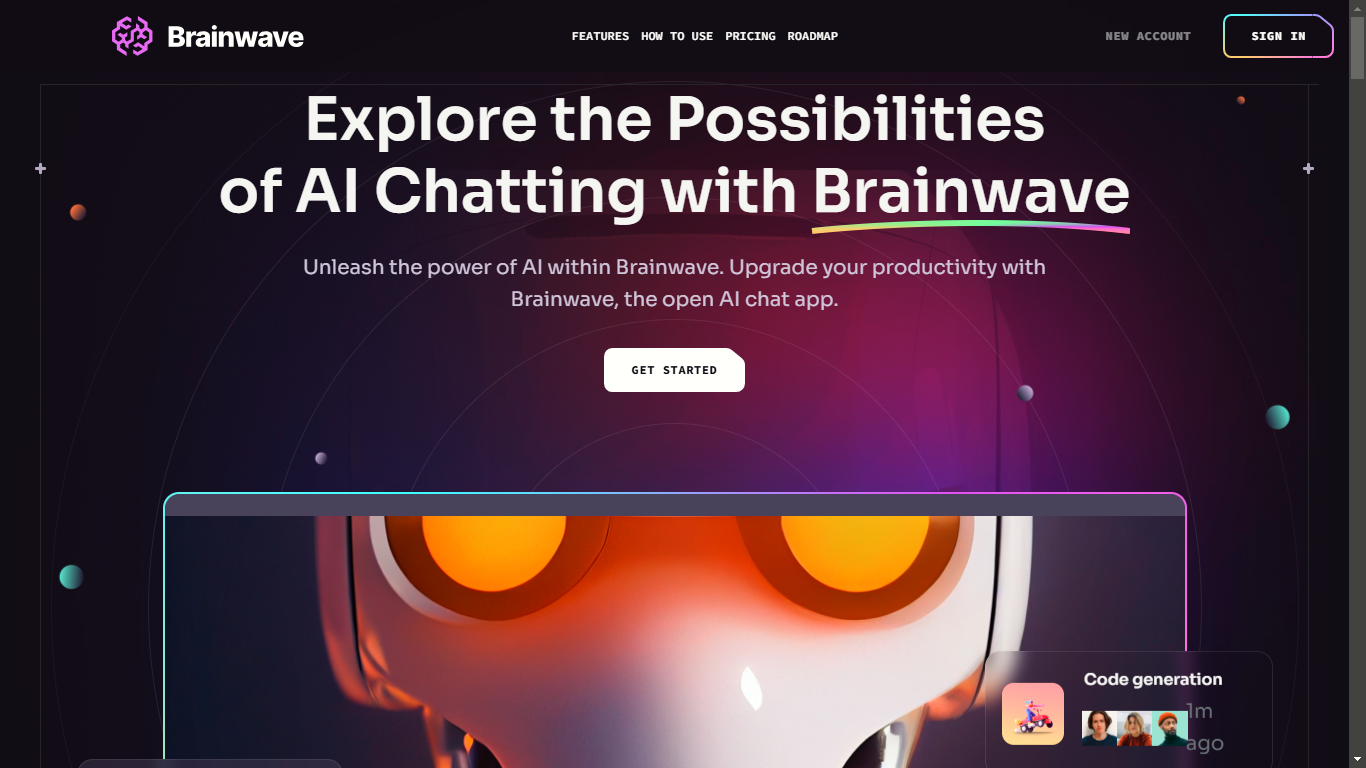 Brainwave
FEATURES HOW TO USE PRICING ROADMAP
NEW ACCOUNT
SIGN IN
Explore the Possibilities
of AI Chatting with Brainwave
Unleash the power of AI within Brainwave. Upgrade your productivity with
Brainwave, the open AI chat app.
GET STARTED
Code generation
1m
ago